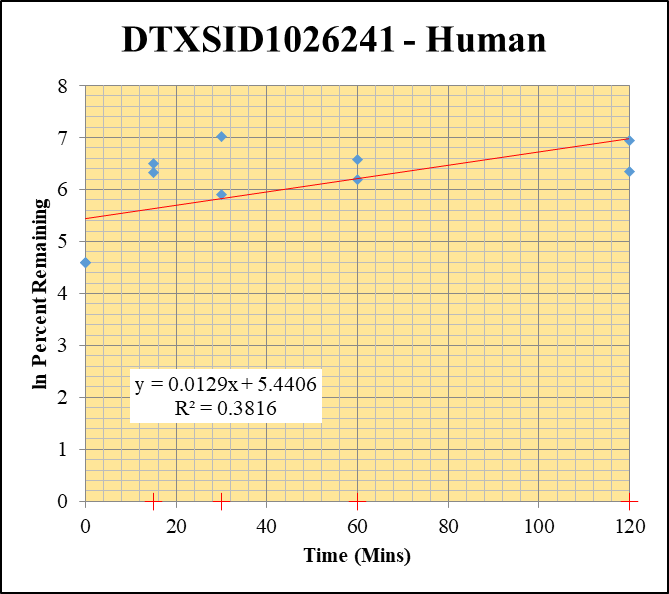 DTXSID1026241 - Human
8
7
6
5
4
3
2
1
0
ln Percent Remaining
y = 0.0129x + 5.4406
R² = 0.3816
0 20 40 60 80 100 120
Time (Mins)